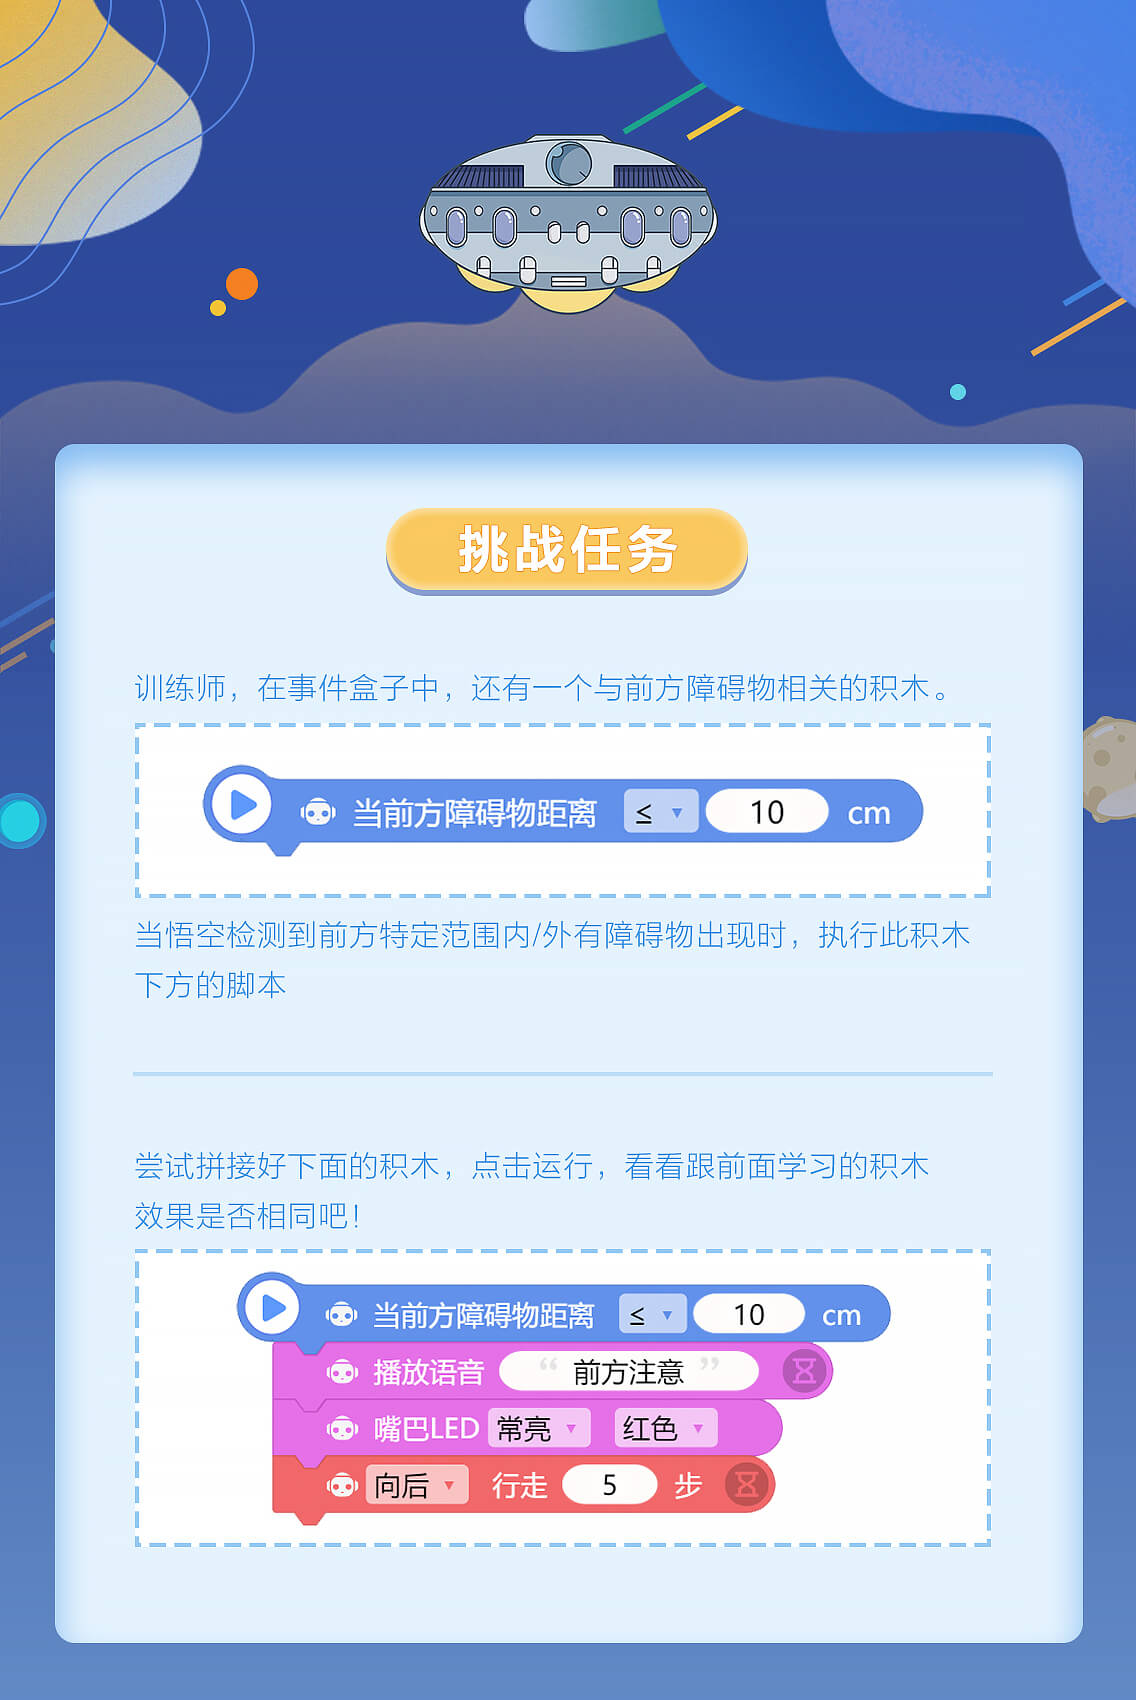 挑战任务
训练师，在事件盒子中，还有一个与前方障碍物相关的积木。
当前方障碍物距离 ≤ 10 cm
当悟空检测到前方特定范围内/外有障碍物出现时，执行此积木
下方的脚本
尝试拼接好下面的积木，点击运行，看看跟前面学习的积木
效果是否相同吧！
当前方障碍物距离 ≤ 10 cm
播放语音 “ 前方注意 ”
嘴巴LED 常亮 红色
向后 行走 5 步